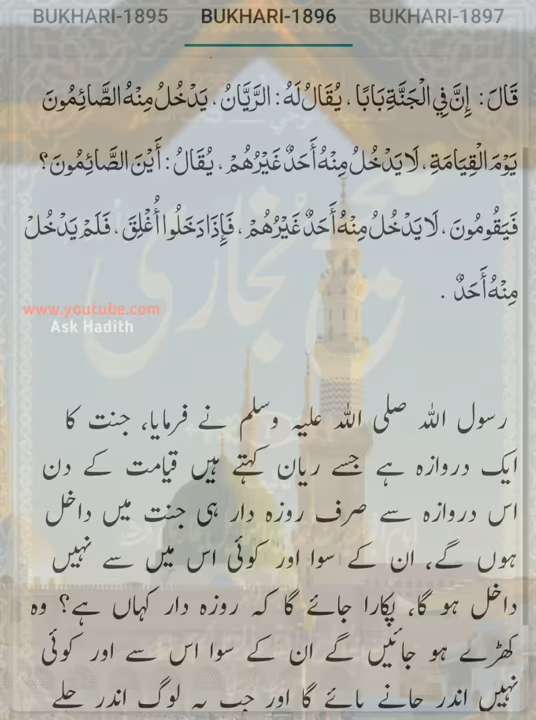 BUKHARI-1895 BUKHARI-1896 BUKHARI-1897
قَالَ: إِنَّ فِي الْجَنَّةِ بَابًا، يُقَالُ لَهُ: الرَّيَّانُ، يَدْخُلُ مِنْهُ الصَّائِمُونَ
يَوْمَ الْقِيَامَةِ، لَا يَدْخُلُ مِنْهُ أَحَدٌ غَيْرُهُمْ، يُقَالُ: أَيْنَ الصَّائِمُونَ؟
فَيَقُومُونَ، لَا يَدْخُلُ مِنْهُ أَحَدٌ غَيْرُهُمْ، فَإِذَا دَخَلُوا أُغْلِقَ، فَلَمْ يَدْخُلْ
مِنْهُ أَحَدٌ .
www.youtube.com
Ask Hadith
رسول اللہ صلی اللہ علیہ وسلم نے فرمایا، جنت کا
ایک دروازہ ہے جسے ریان کہتے ہیں قیامت کے دن
اس دروازہ سے صرف روزہ دار ہی جنت میں داخل
ہوں گے، ان کے سوا اور کوئی اس میں سے نہیں
داخل ہو گا، پکارا جائے گا کہ روزہ دار کہاں ہے؟ وہ
کھڑے ہو جائیں گے ان کے سوا اس سے اور کوئی
نہیں اندر جانے پائے گا اور جب یہ لوگ اندر چلے